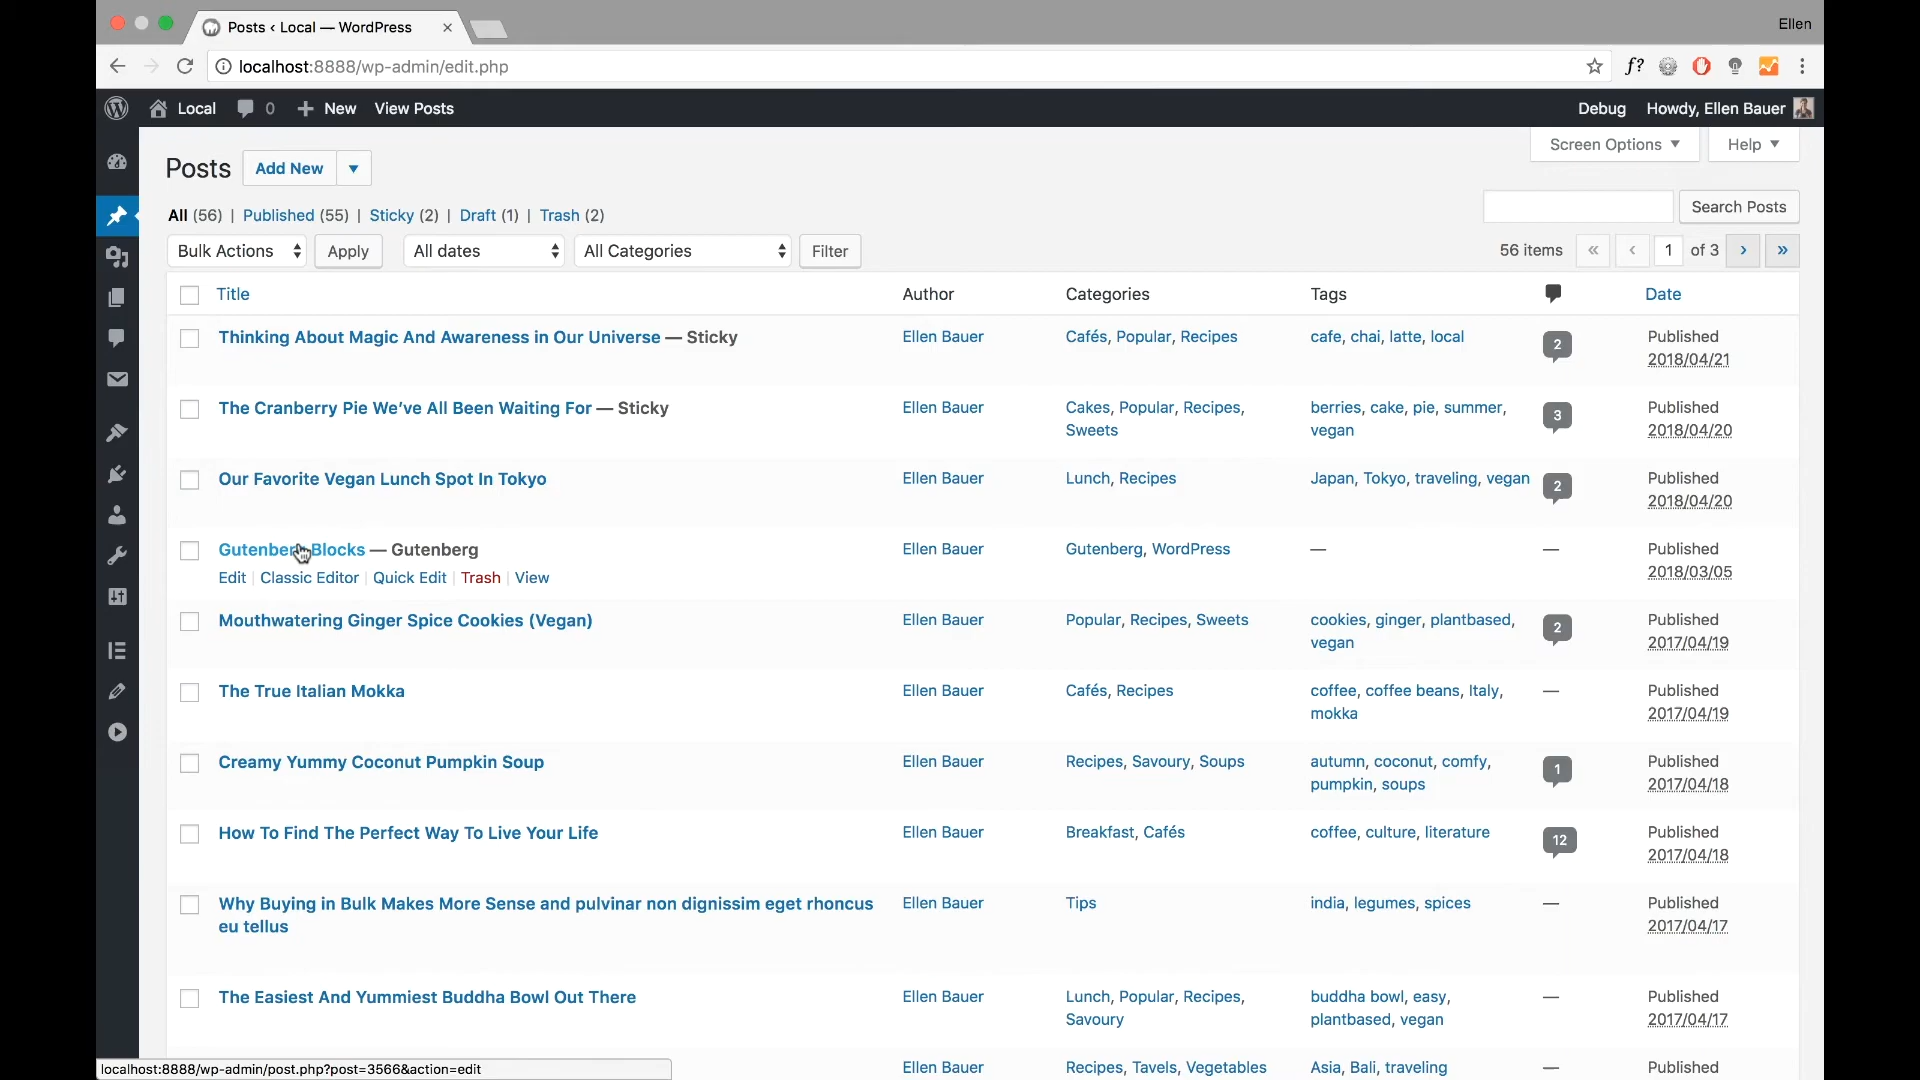 Posts ‹ Local — WordPress
Ellen
localhost:8888/wp-admin/edit.php
f?
Local 0 New View Posts Debug Howdy, Ellen Bauer
Screen Options Help
Posts Add New
All (56) | Published (55) | Sticky (2) | Draft (1) | Trash (2) Search Posts
Bulk Actions Apply All dates All Categories Filter 56 items « ‹ 1 of 3 › »
Title Author Categories Tags Date
Thinking About Magic And Awareness in Our Universe — Sticky Ellen Bauer Cafés, Popular, Recipes cafe, chai, latte, local 2 Published
2018/04/21
The Cranberry Pie We’ve All Been Waiting For — Sticky Ellen Bauer Cakes, Popular, Recipes, berries, cake, pie, summer, 3 Published
Sweets vegan 2018/04/20
Our Favorite Vegan Lunch Spot In Tokyo Ellen Bauer Lunch, Recipes Japan, Tokyo, traveling, vegan 2 Published
2018/04/20
Gutenberg Blocks — Gutenberg Ellen Bauer Gutenberg, WordPress — — Published
Edit | Classic Editor | Quick Edit | Trash | View 2018/03/05
Mouthwatering Ginger Spice Cookies (Vegan) Ellen Bauer Popular, Recipes, Sweets cookies, ginger, plantbased, 2 Published
vegan 2017/04/19
The True Italian Mokka Ellen Bauer Cafés, Recipes coffee, coffee beans, Italy, — Published
mokka 2017/04/19
Creamy Yummy Coconut Pumpkin Soup Ellen Bauer Recipes, Savoury, Soups autumn, coconut, comfy, 1 Published
pumpkin, soups 2017/04/18
How To Find The Perfect Way To Live Your Life Ellen Bauer Breakfast, Cafés coffee, culture, literature 12 Published
2017/04/18
Why Buying in Bulk Makes More Sense and pulvinar non dignissim eget rhoncus Ellen Bauer Tips india, legumes, spices — Published
eu tellus 2017/04/17
The Easiest And Yummiest Buddha Bowl Out There Ellen Bauer Lunch, Popular, Recipes, buddha bowl, easy, — Published
Savoury plantbased, vegan 2017/04/17
Ellen Bauer Recipes, Tavels, Vegetables Asia, Bali, traveling — Published
localhost:8888/wp-admin/post.php?post=3566&action=edit